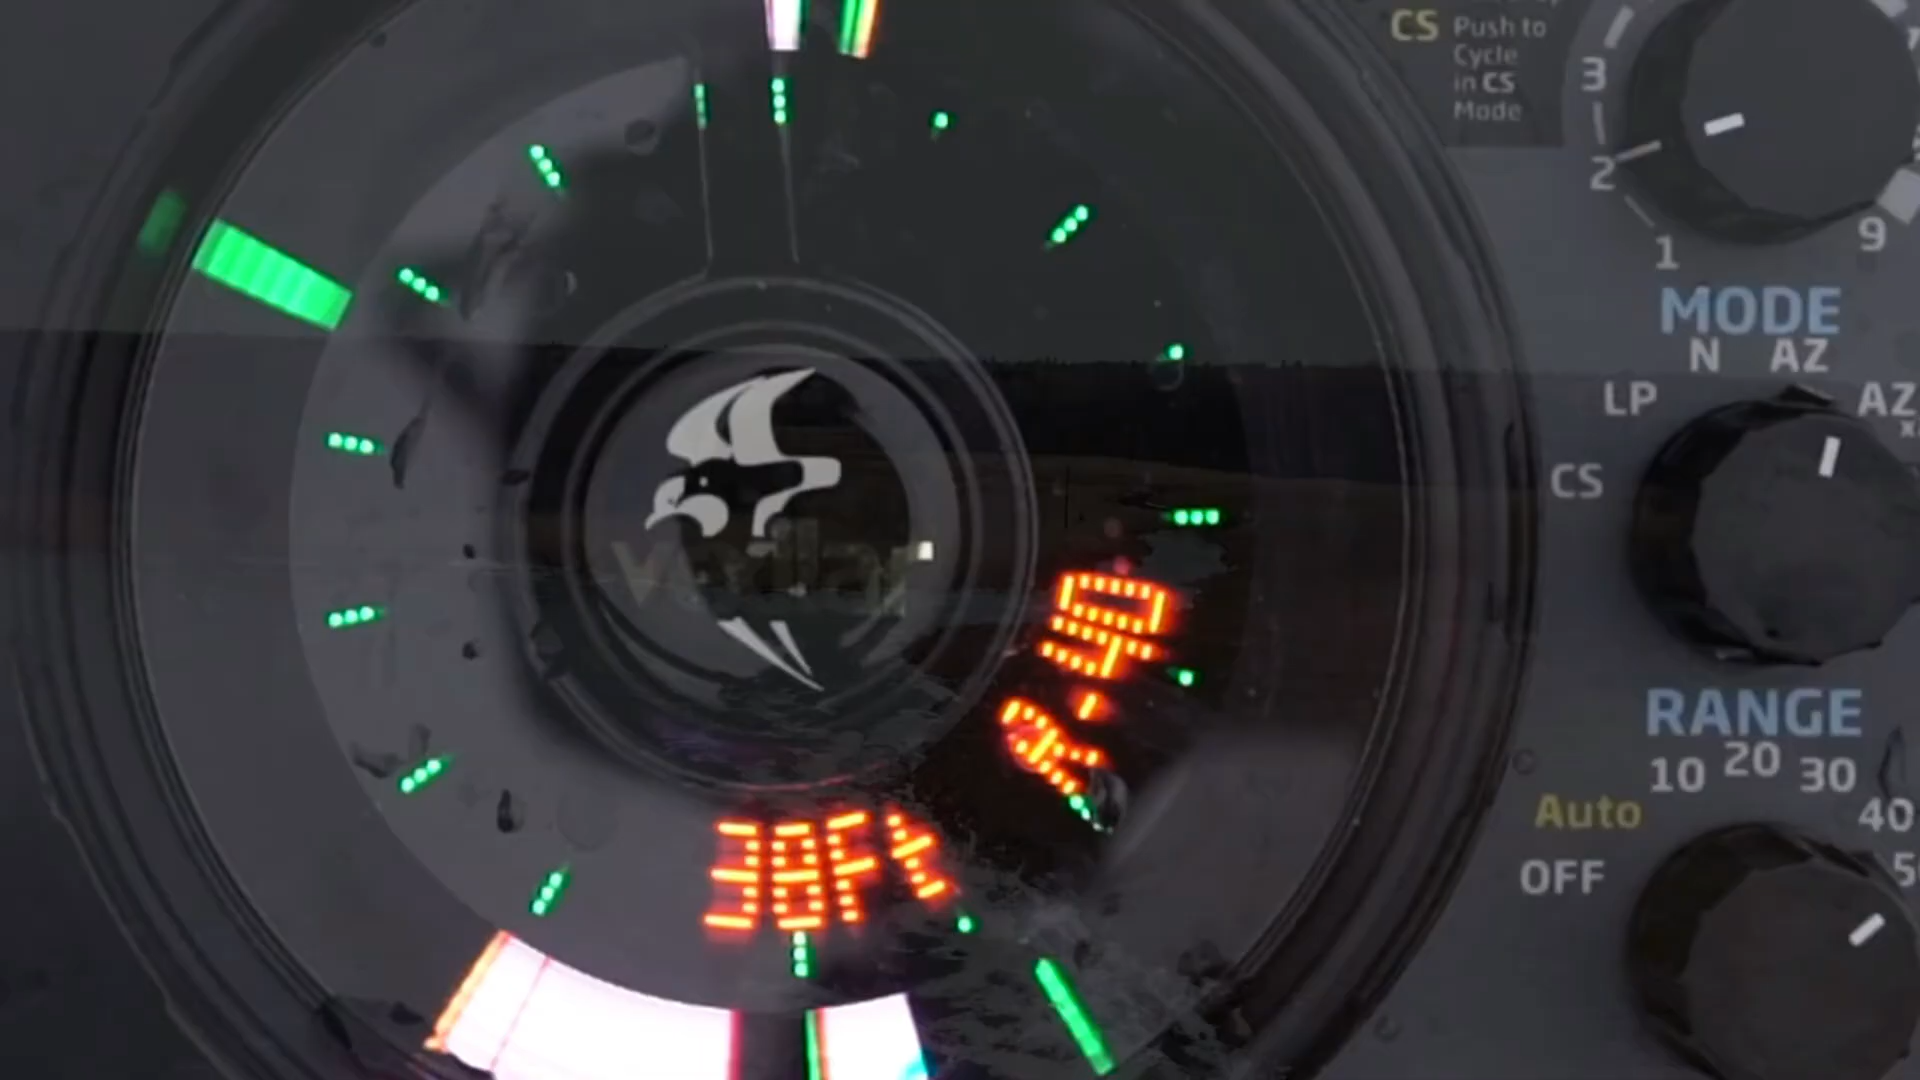 CS Push to
Cycle
in CS
Mode
3
2
1
9
MODE
N AZ
LP AZ
CS
RANGE
10 20 30
Auto 40
OFF
38Ft